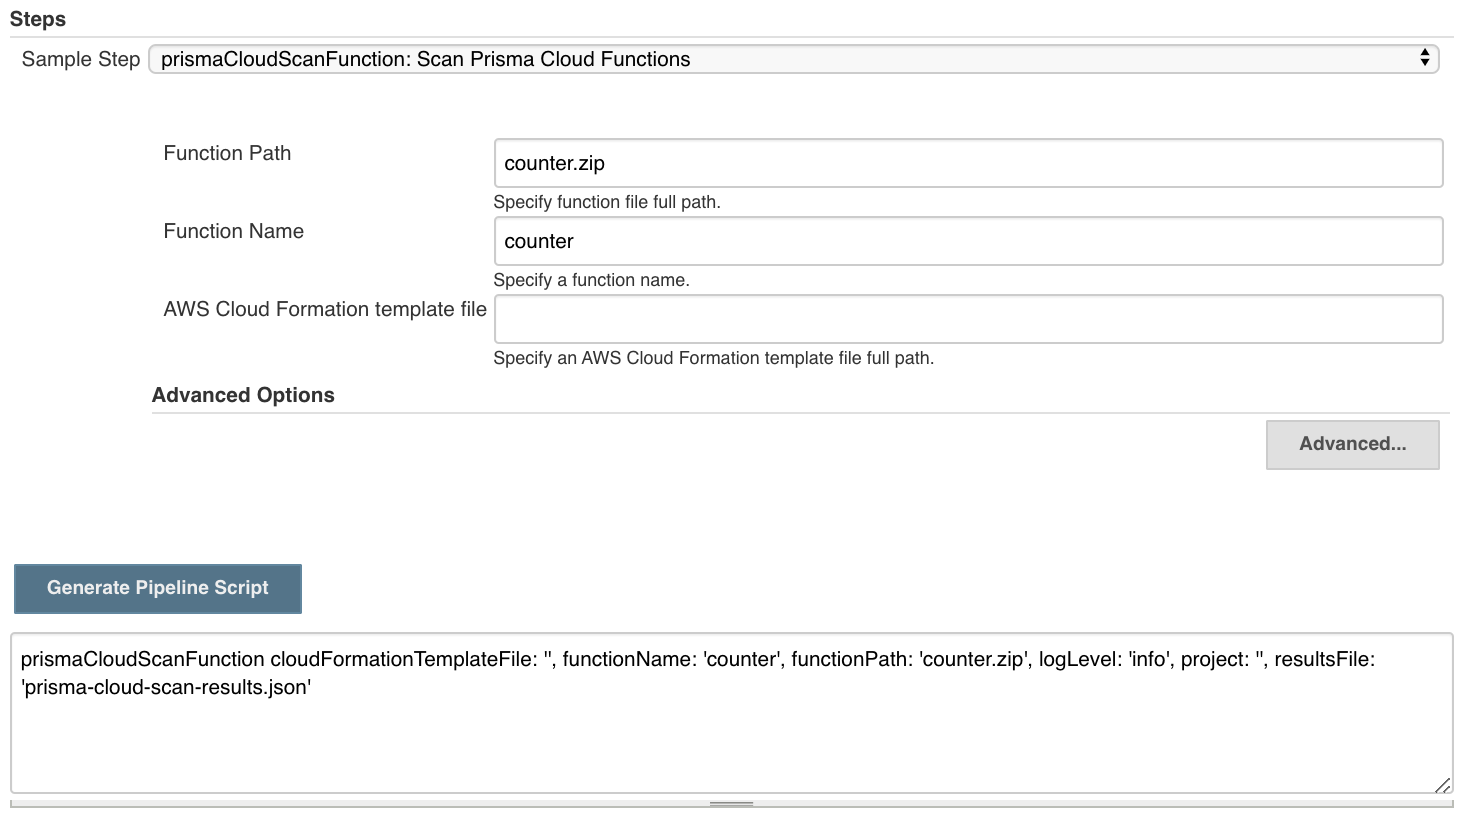 Steps
Sample Step prismaCloudScanFunction: Scan Prisma Cloud Functions
Function Path
counter.zip
Specify function file full path.
Function Name
counter
Specify a function name.
AWS Cloud Formation template file
Specify an AWS Cloud Formation template file full path.
Advanced Options
Advanced...
Generate Pipeline Script
prismaCloudScanFunction cloudFormationTemplateFile: '', functionName: 'counter', functionPath: 'counter.zip', logLevel: 'info', project: '', resultsFile:
'prisma-cloud-scan-results.json'